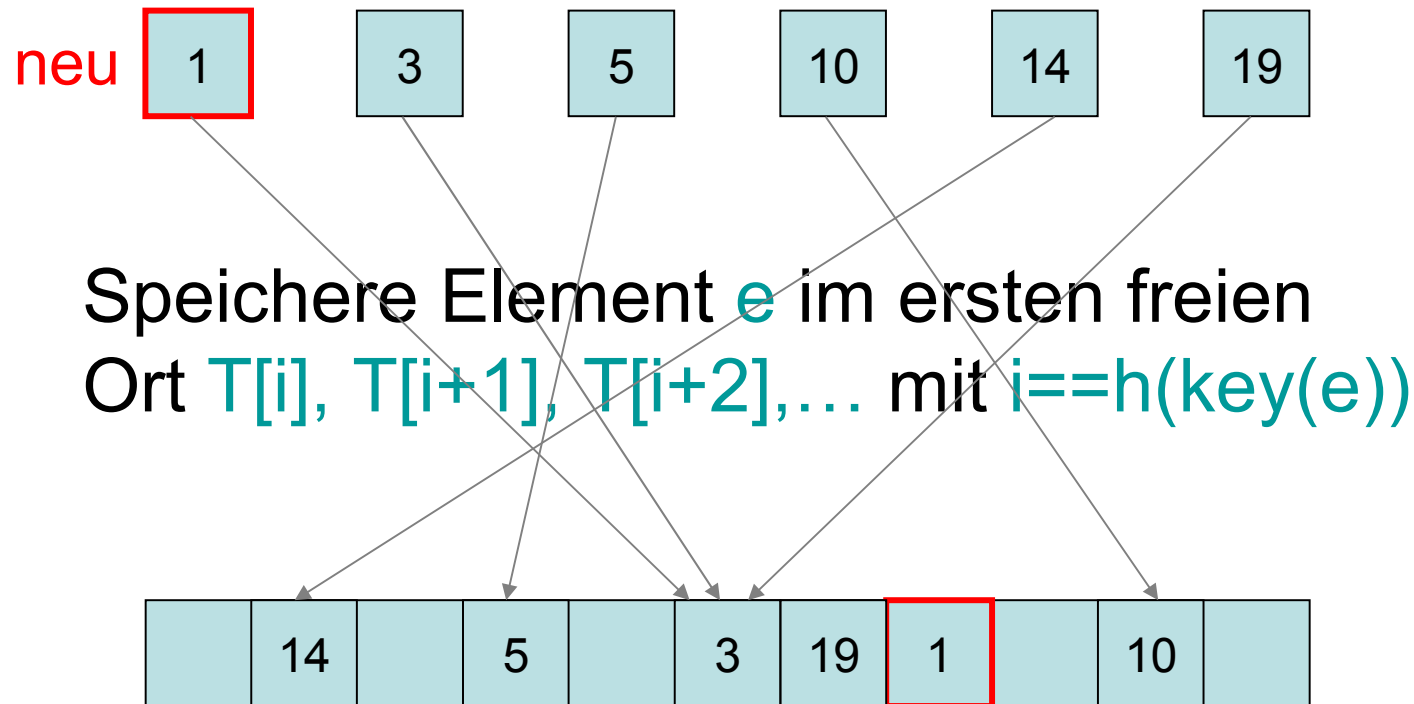 neu 1 3 5 10 14 19
Speichere Element e im ersten freien
Ort T[i], T[i+1], T[i+2],… mit i==h(key(e))
14 5 3 19 1 10